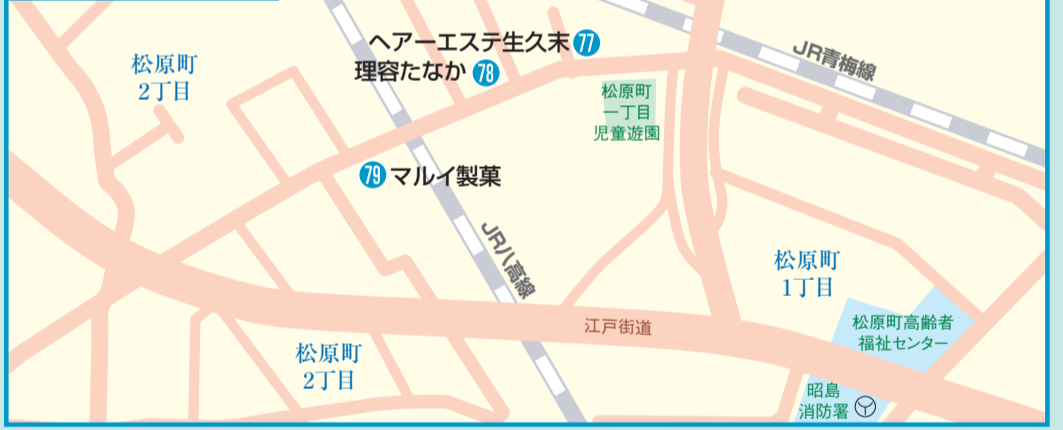 ヘアーエステ生久末 77
理容たなか 78
JR青梅線
松原町
2丁目
松原町
一丁目
児童遊園
79 マルイ製菓
JR八高線
松原町
1丁目
江戸街道
松原町高齢者
福祉センター
松原町
2丁目
昭島
消防署